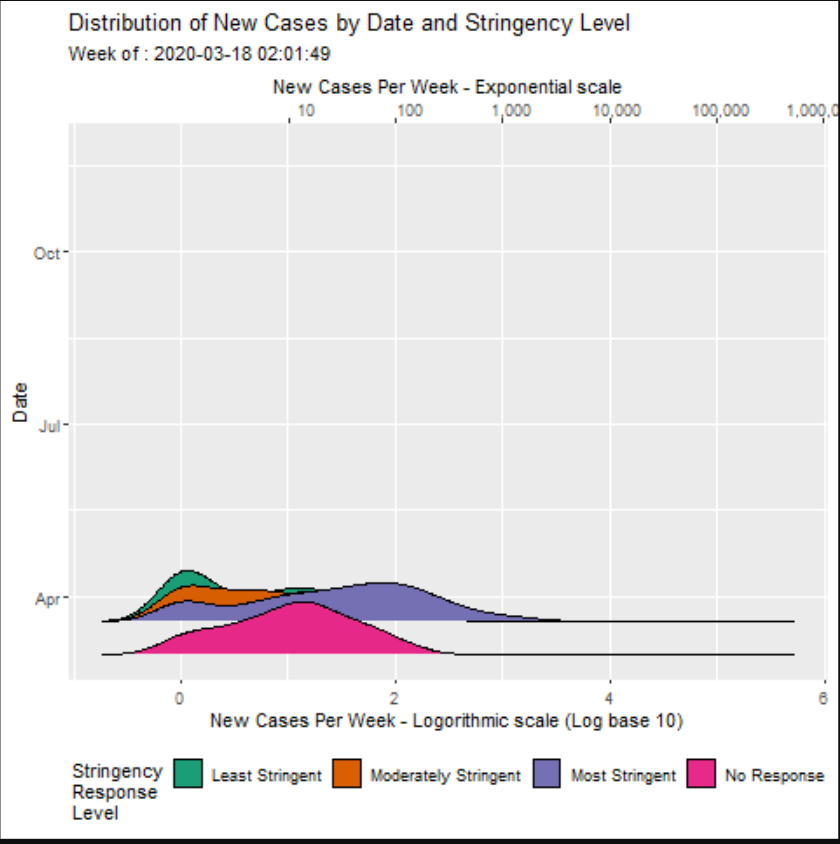 Distribution of New Cases by Date and Stringency Level
Week of : 2020-03-18 02:01:49
New Cases Per Week - Exponential scale
10 100 1,000 10,000 100,000 1,000,0
Oct
Jul
Apr
Date
0 2 4 6
New Cases Per Week - Logorithmic scale (Log base 10)
Stringency
Response
Level
Least Stringent Moderately Stringent Most Stringent No Response